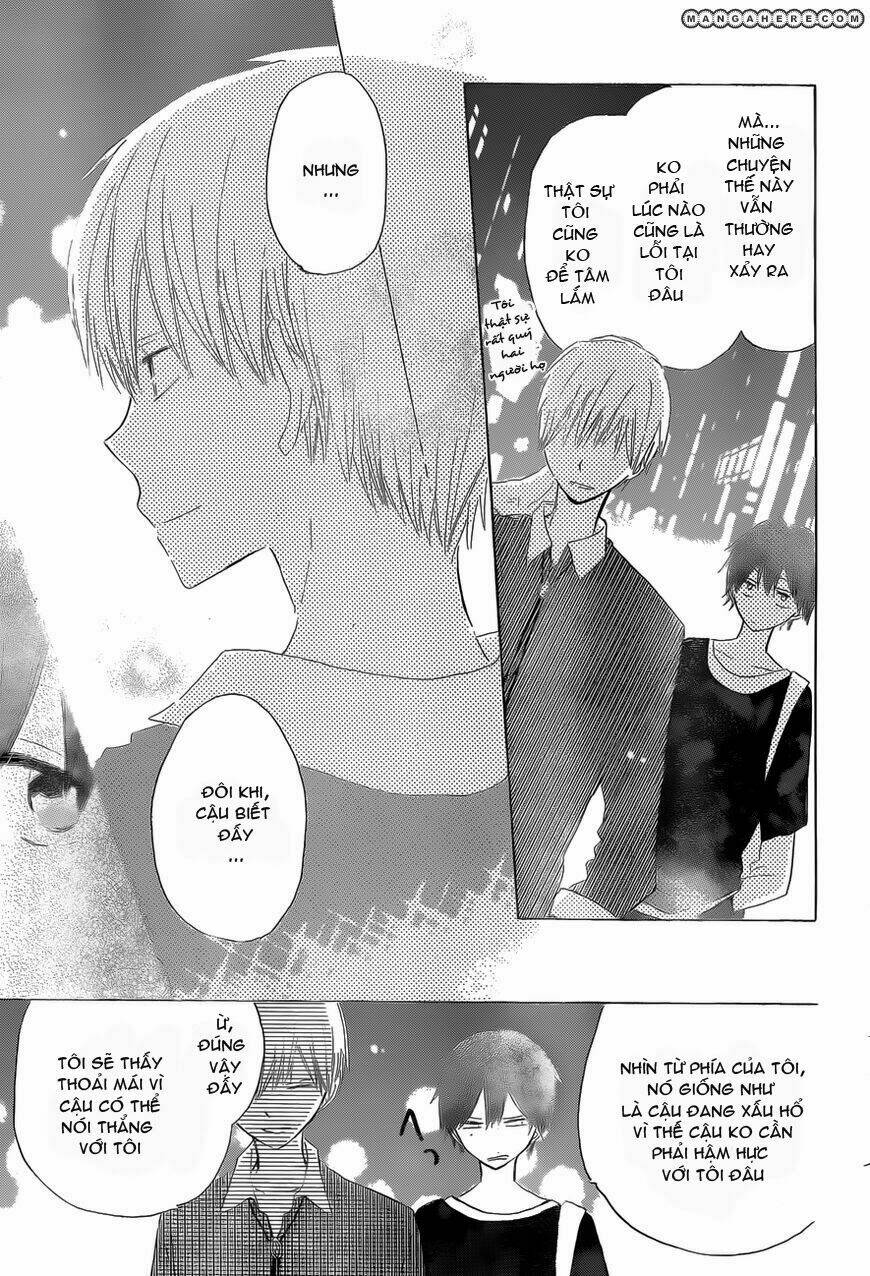 MANGAHERE.COM
MÀ...
NHỮNG
CHUYỆN
THẾ NÀY
VẪN
THƯỜNG
HAY
XẢY RA
KO
PHẢI
LÚC NÀO
CŨNG LÀ
LỖI TẠI
TÔI
ĐÂU
THẬT SỰ
TÔI
CŨNG
KO
ĐỂ TÂM
LẮM
Tôi
thật sự
rất quý
hai
người họ
NHƯNG
...
ĐÔI KHI,
CẬU BIẾT
ĐẤY
...
NHÌN TỪ PHÍA CỦA TÔI,
NÓ GIỐNG NHƯ
LÀ CẬU ĐANG XẤU HỔ
VÌ THẾ CẬU KO CẦN
PHẢI HẬM HỰC
VỚI TÔI ĐÂU
Ừ,
ĐÚNG
VẬY
ĐẤY
TÔI SẼ THẤY
THOẢI MÁI VÌ
CẬU CÓ THỂ
NÓI THẲNG
VỚI TÔI